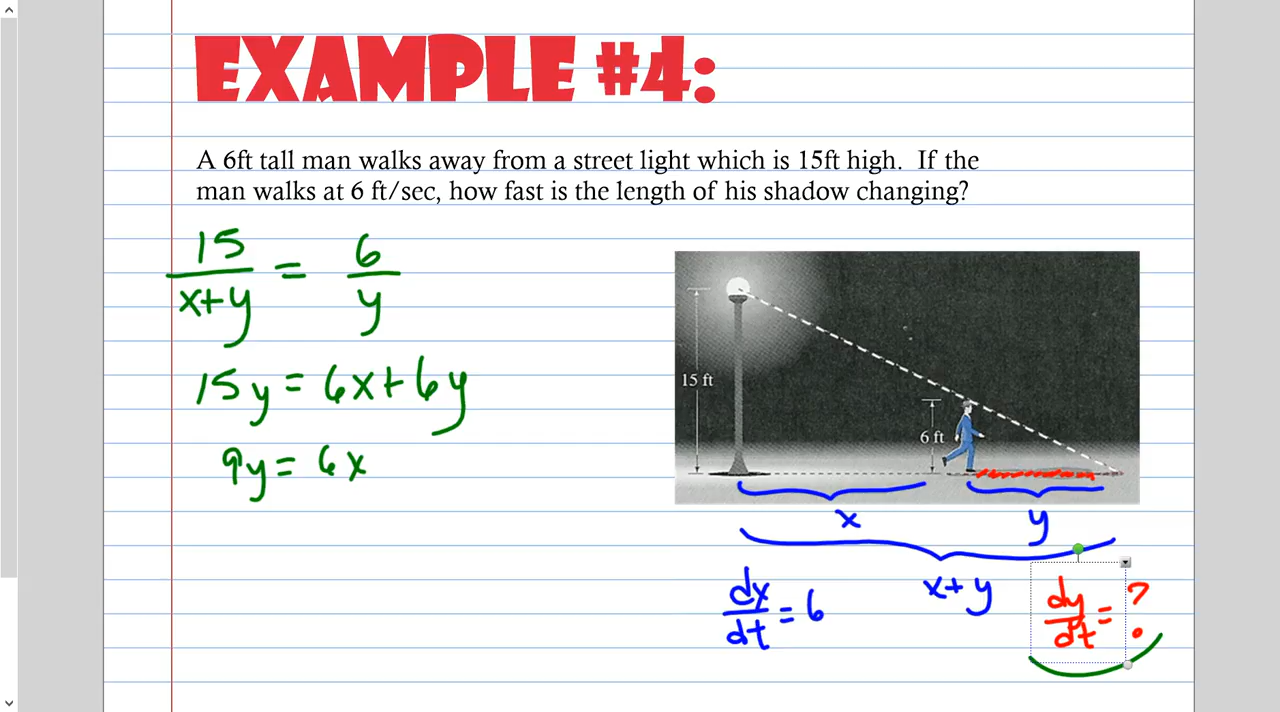 EXAMPLE #4:
A 6ft tall man walks away from a street light which is 15ft high. If the
man walks at 6 ft/sec, how fast is the length of his shadow changing?
15/(x+y) = 6/y
15y = 6x+6y
9y = 6x
15 ft
6 ft
x
y
x+y
dx/dt = 6
dy/dt = ?